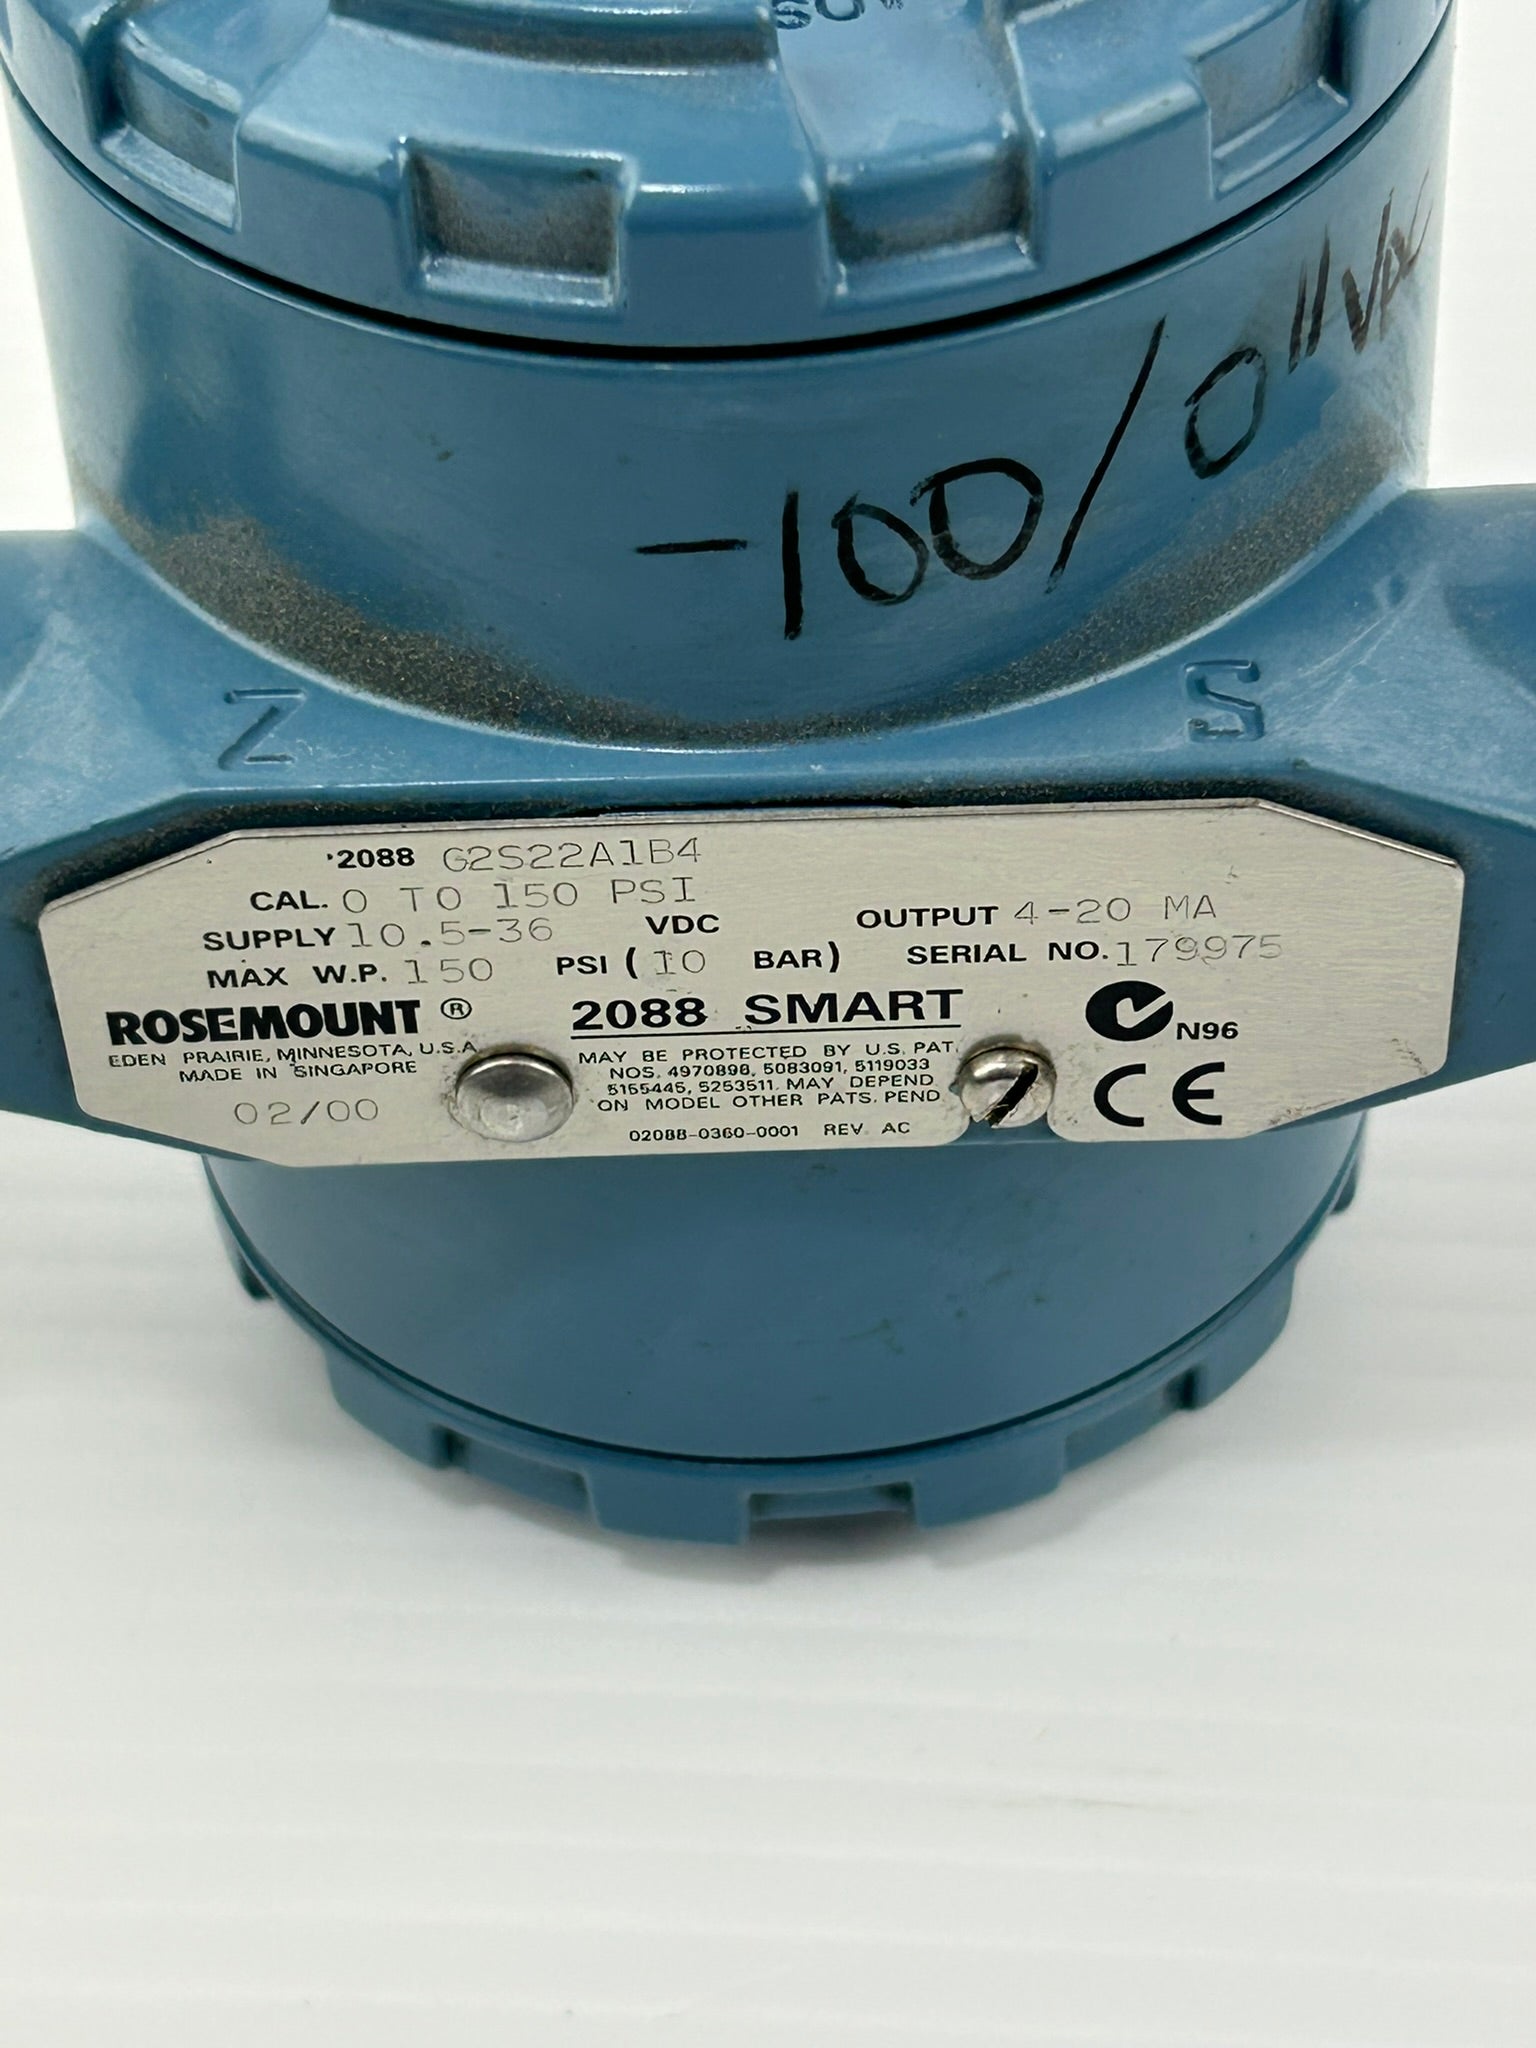 -100/0"Vac
Z S
2088 G2S22A1B4
CAL. 0 TO 150 PSI
SUPPLY 10.5-36 VDC OUTPUT 4-20 MA
MAX W.P. 150 PSI ( 10 BAR) SERIAL NO. 179975
ROSEMOUNT ® 2088 SMART N96
EDEN PRAIRIE, MINNESOTA, U.S.A.
MADE IN SINGAPORE
02/00
MAY BE PROTECTED BY U.S. PAT.
NOS. 4970898, 5083091, 5119033
5155445, 5253511. MAY DEPEND
ON MODEL OTHER PATS. PEND.
02088-0360-0001 REV. AC
CE